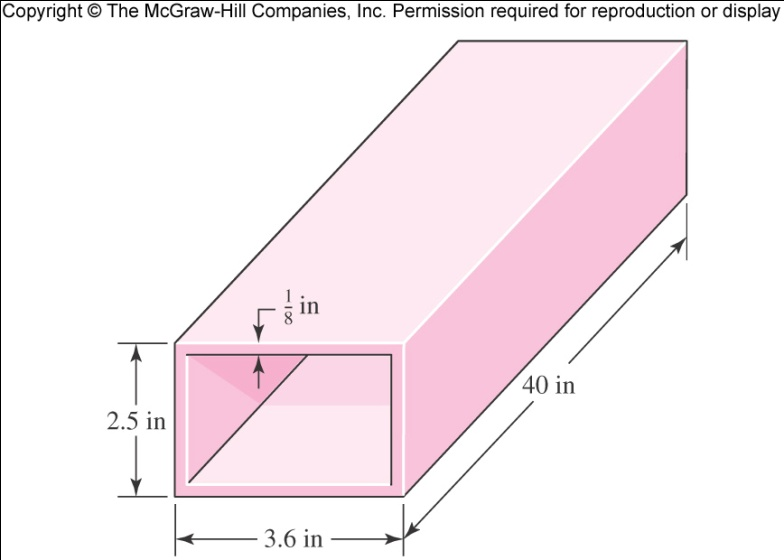 Copyright © The McGraw-Hill Companies, Inc. Permission required for reproduction or display
1/8 in
2.5 in
40 in
3.6 in